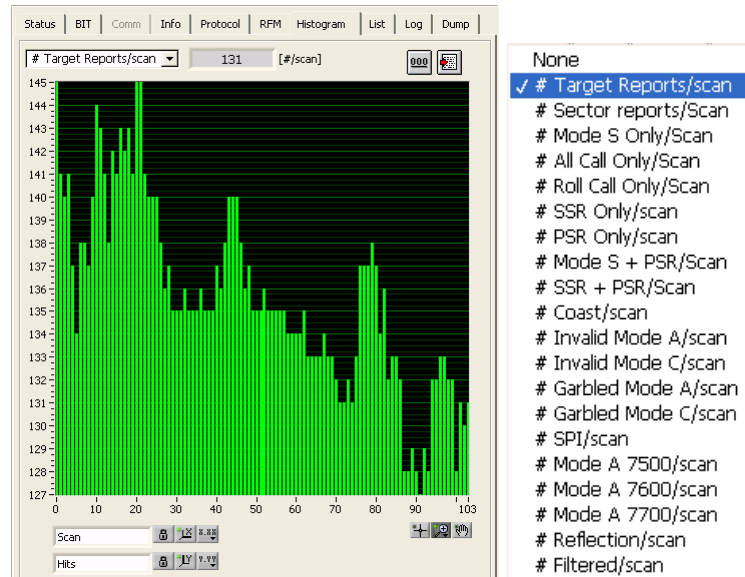 Status BIT Comm Info Protocol RFM Histogram List Log Dump
# Target Reports/scan 131 [#/scan] 000
145
144
143
142
141
140
139
138
137
136
135
134
133
132
131
130
129
128
127
0 10 20 30 40 50 60 70 80 90 103
Scan X
Hits Y
None
✓ # Target Reports/scan
# Sector reports/Scan
# Mode S Only/Scan
# All Call Only/Scan
# Roll Call Only/Scan
# SSR Only/scan
# PSR Only/scan
# Mode S + PSR/Scan
# SSR + PSR/Scan
# Coast/scan
# Invalid Mode A/scan
# Invalid Mode C/scan
# Garbled Mode A/scan
# Garbled Mode C/scan
# SPI/scan
# Mode A 7500/scan
# Mode A 7600/scan
# Mode A 7700/scan
# Reflection/scan
# Filtered/scan